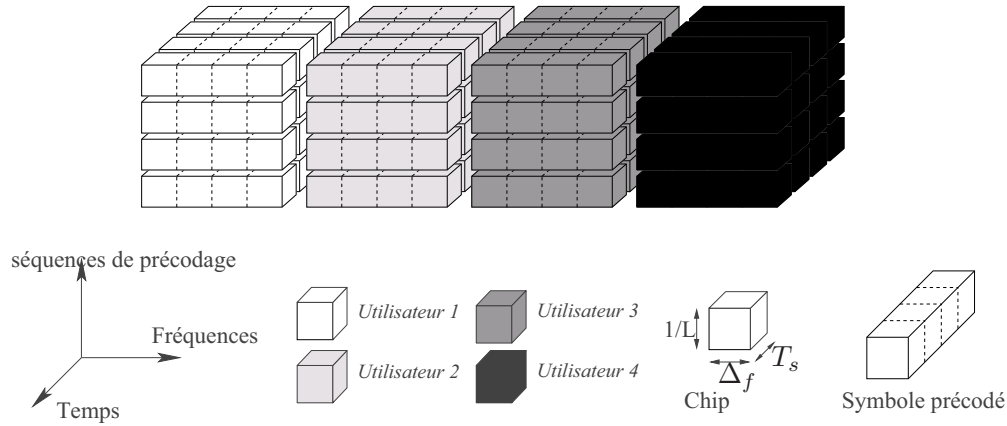 séquences de précodage
Fréquences
Temps
Utilisateur 1
Utilisateur 2
Utilisateur 3
Utilisateur 4
1/L
Δf
Ts
Chip
Symbole précodé